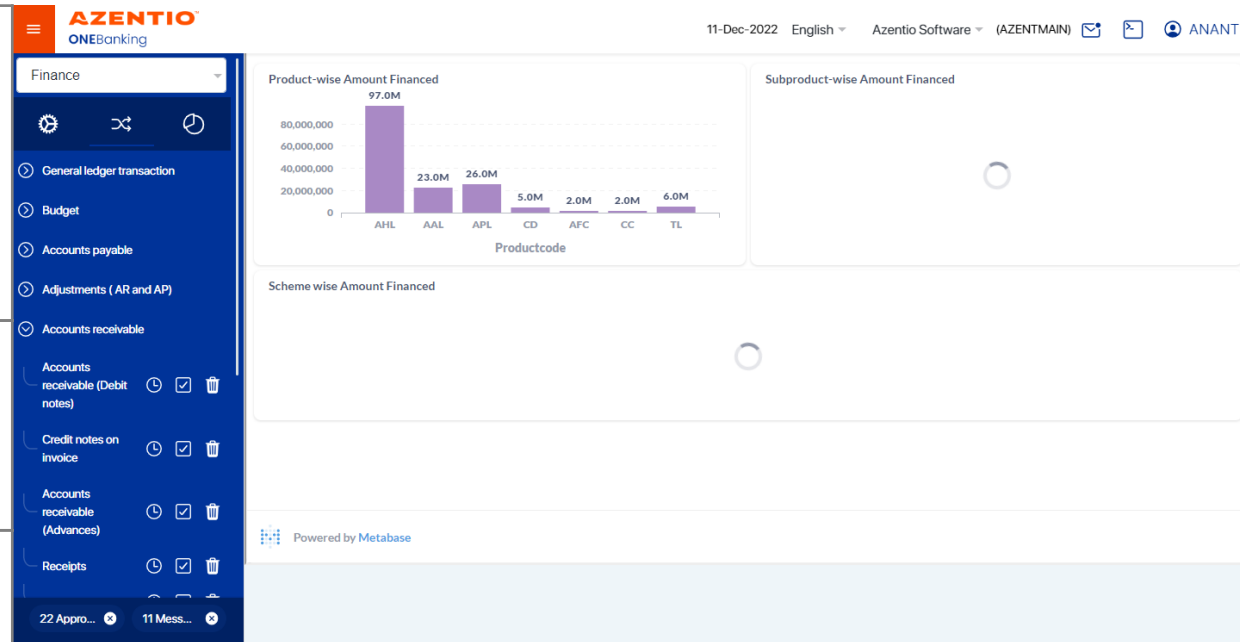 AZENTIO™
ONEBanking
11-Dec-2022 English Azentio Software (AZENTMAIN) ANANT
Finance
General ledger transaction
Budget
Accounts payable
Adjustments ( AR and AP)
Accounts receivable
Accounts
receivable (Debit
notes)
Credit notes on
invoice
Accounts
receivable
(Advances)
Receipts
22 Appro...
11 Mess...
Product-wise Amount Financed
97.0M
80,000,000
60,000,000
40,000,000
20,000,000
0
23.0M
26.0M
5.0M
2.0M
2.0M
6.0M
AHL AAL APL CD AFC CC TL
Productcode
Subproduct-wise Amount Financed
Scheme wise Amount Financed
Powered by Metabase